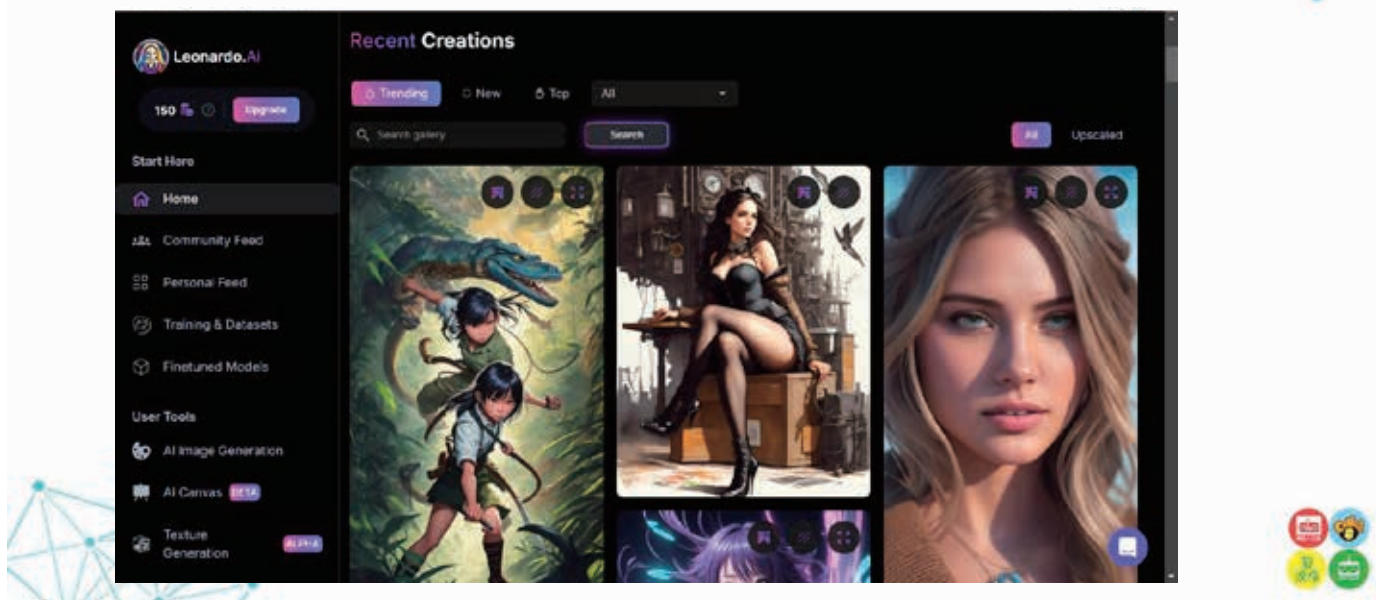 Leonardo.Ai
150
Upgrade
Start Here
Home
Community Feed
Personal Feed
Training & Datasets
Finetuned Models
User Tools
AI Image Generation
AI Canvas BETA
Texture
Generation
ALPHA
Recent Creations
Trending
New
Top
All
Search gallery
Search
All
Upscaled